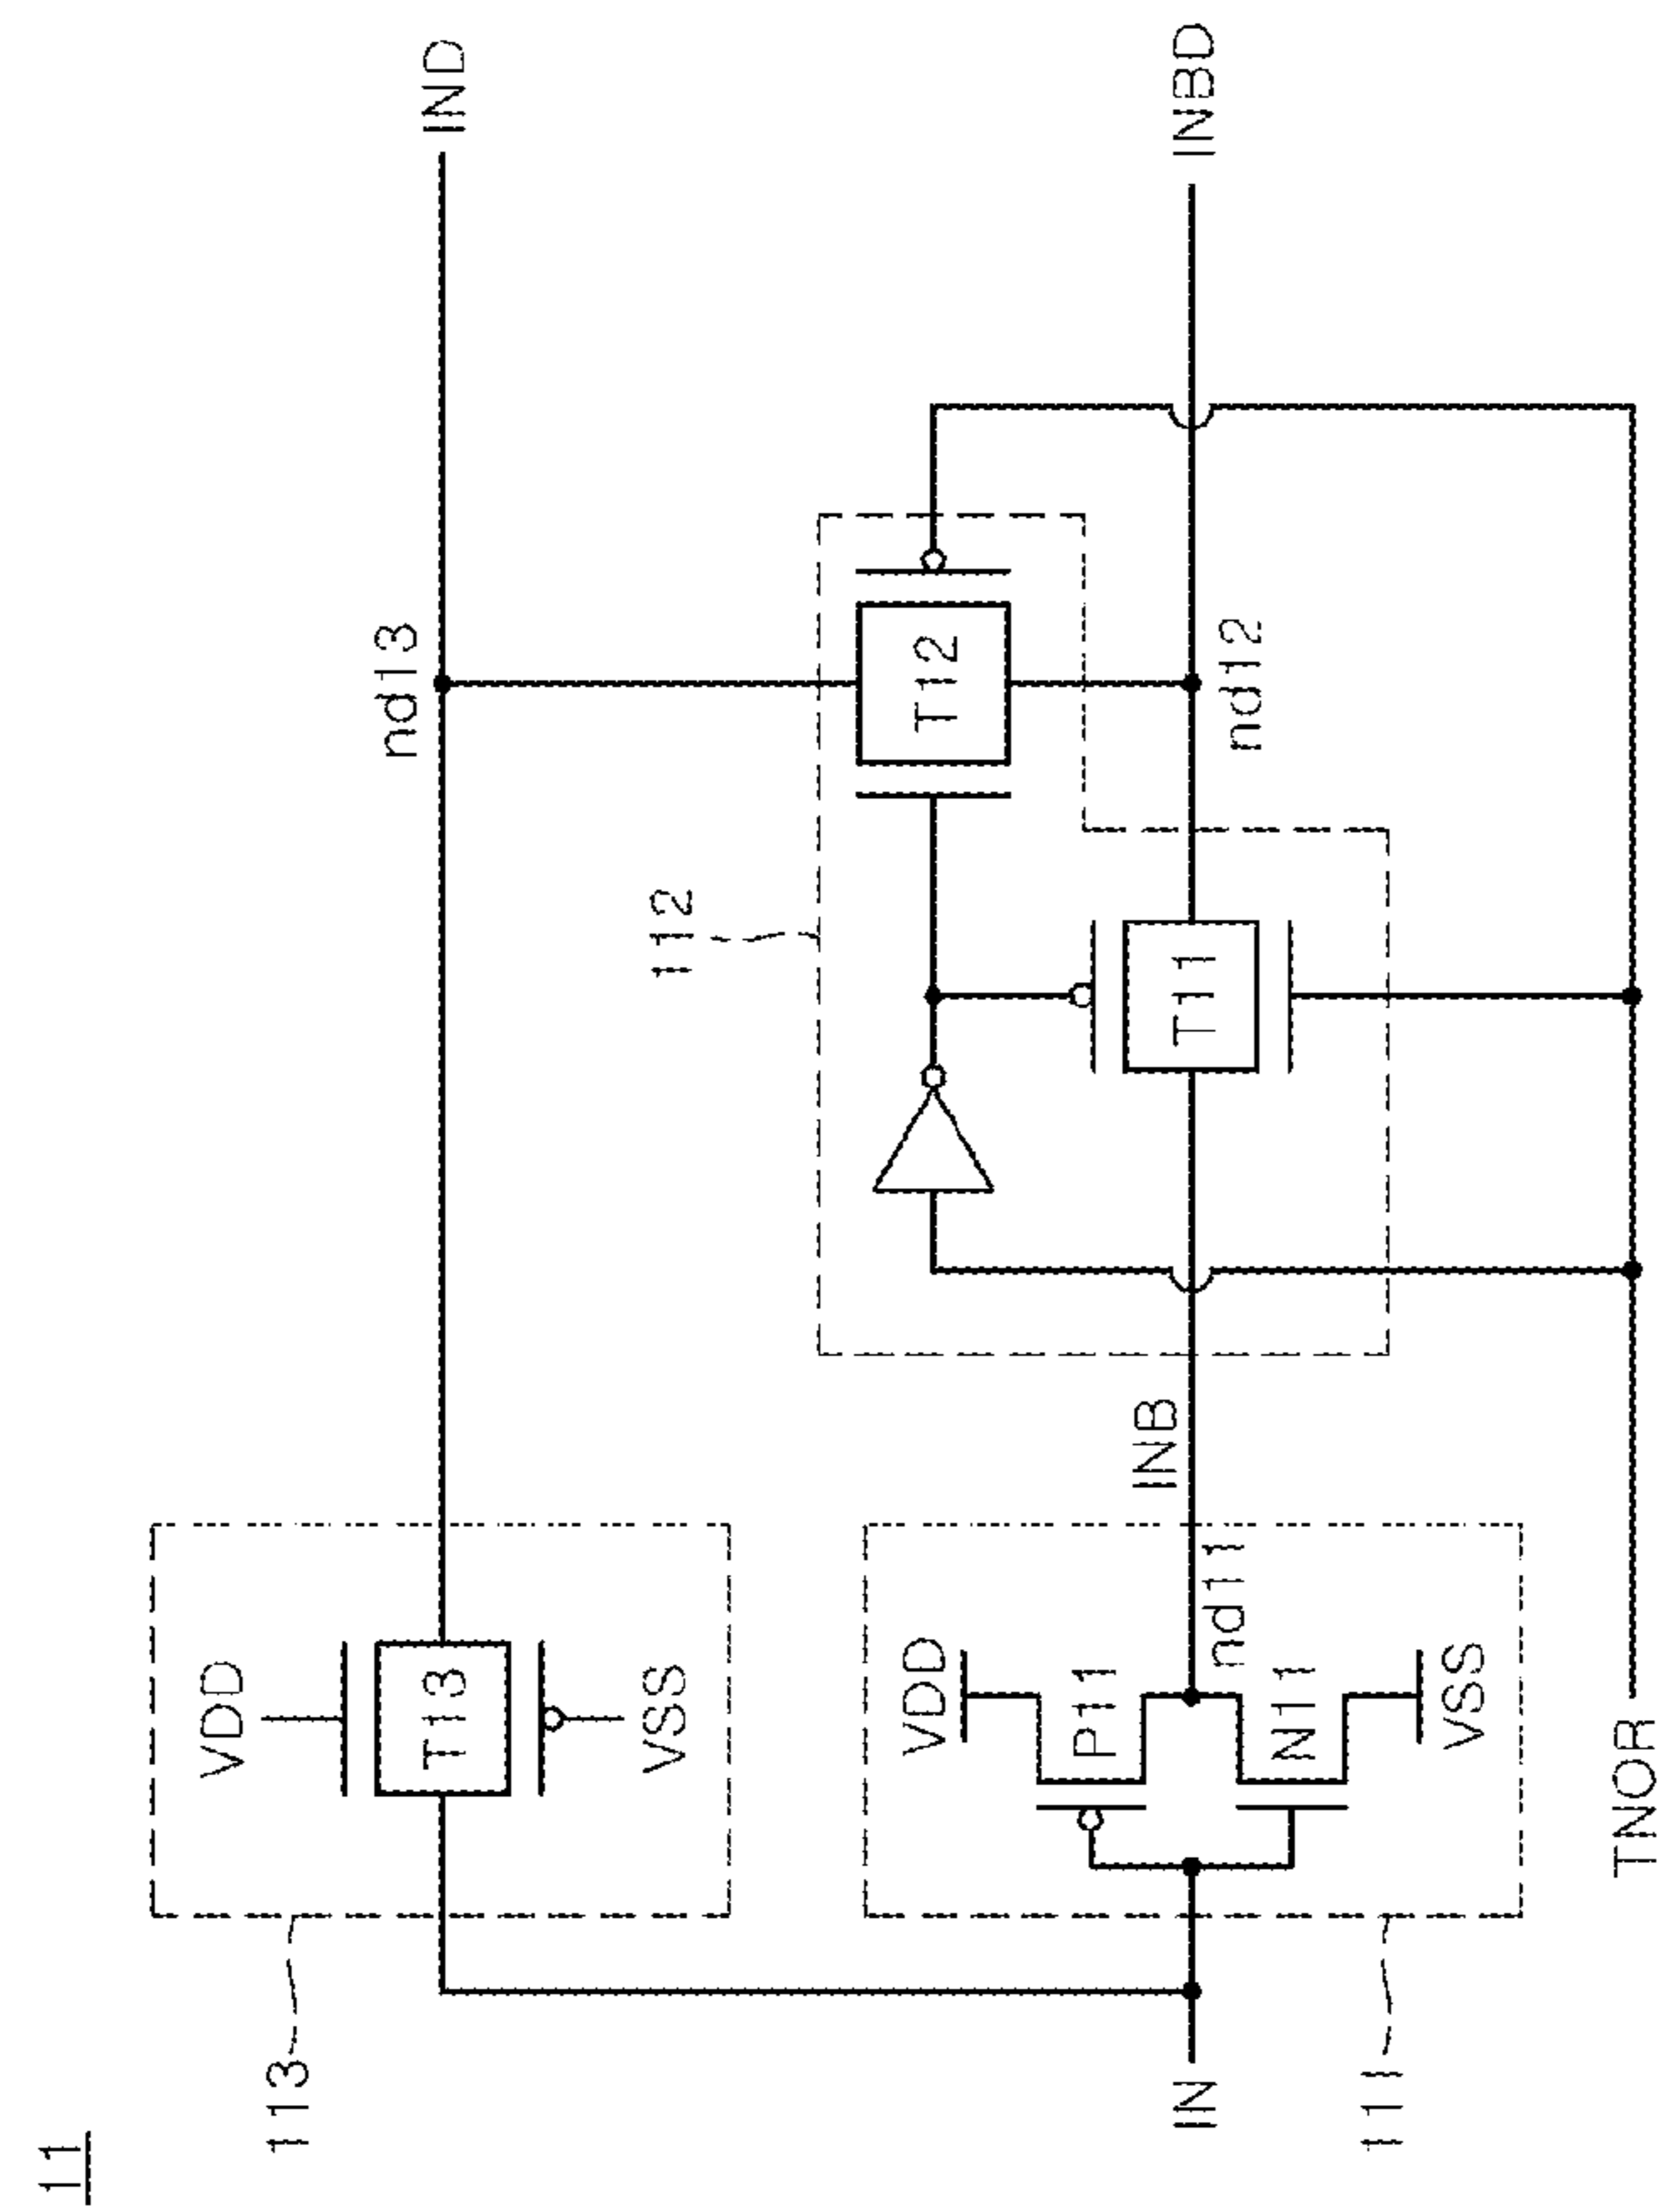 11
113
VDD
T13
VSS
nd13
IND
112
T12
T11
nd12
INBD
IN
111
VDD
P11
nd11
N11
VSS
INB
TNOR